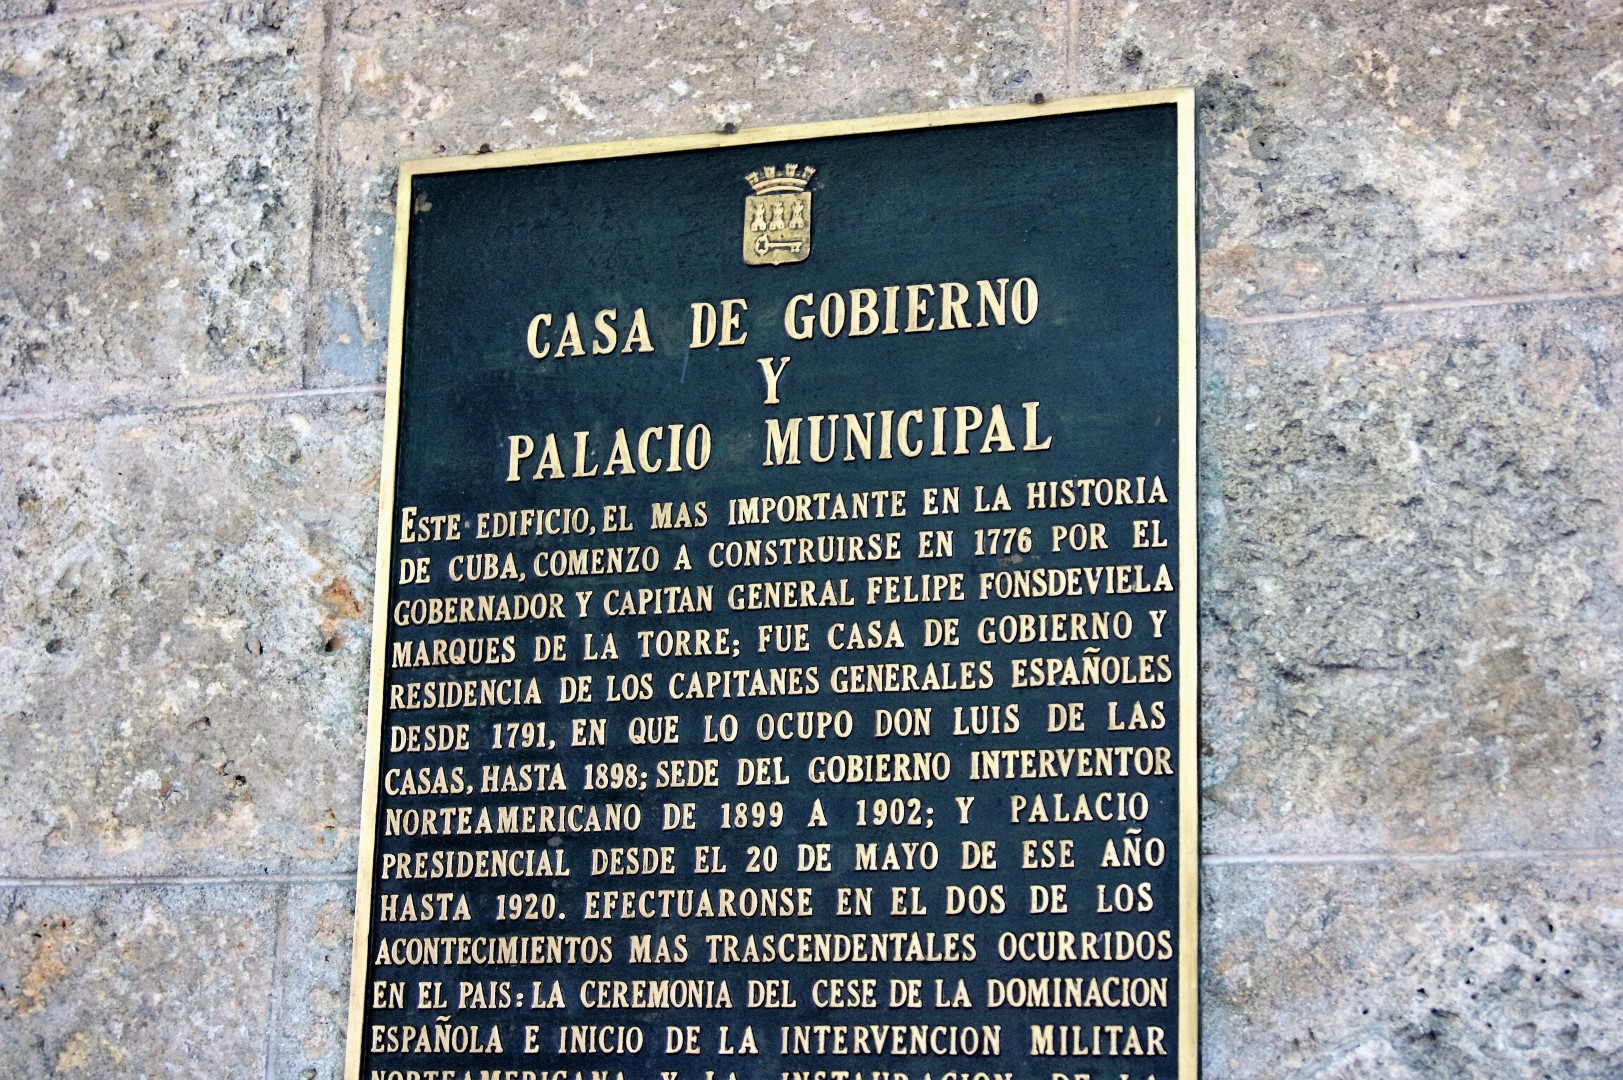 CASA DE GOBIERNO
Y
PALACIO MUNICIPAL
ESTE EDIFICIO, EL MAS IMPORTANTE EN LA HISTORIA
DE CUBA, COMENZO A CONSTRUIRSE EN 1776 POR EL
GOBERNADOR Y CAPITAN GENERAL FELIPE FONSDEVIELA
MARQUES DE LA TORRE; FUE CASA DE GOBIERNO Y
RESIDENCIA DE LOS CAPITANES GENERALES ESPAÑOLES
DESDE 1791, EN QUE LO OCUPO DON LUIS DE LAS
CASAS, HASTA 1898; SEDE DEL GOBIERNO INTERVENTOR
NORTEAMERICANO DE 1899 A 1902; Y PALACIO
PRESIDENCIAL DESDE EL 20 DE MAYO DE ESE AÑO
HASTA 1920. EFECTUARONSE EN EL DOS DE LOS
ACONTECIMIENTOS MAS TRASCENDENTALES OCURRIDOS
EN EL PAIS: LA CEREMONIA DEL CESE DE LA DOMINACION
ESPAÑOLA E INICIO DE LA INTERVENCION MILITAR
NORTEAMERICANA Y LA INSTAURACION DE LA